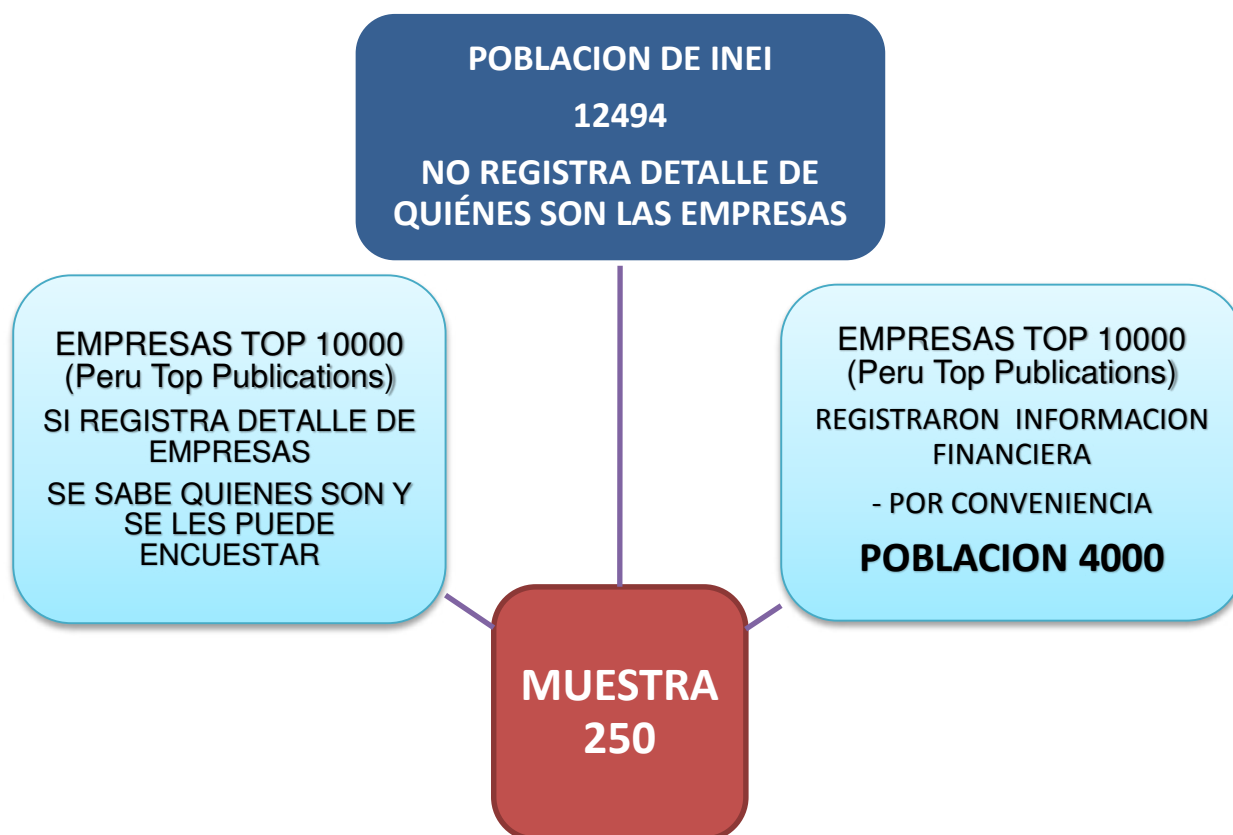 POBLACION DE INEI
12494
NO REGISTRA DETALLE DE
QUIÉNES SON LAS EMPRESAS
EMPRESAS TOP 10000
(Peru Top Publications)
SI REGISTRA DETALLE DE
EMPRESAS
SE SABE QUIENES SON Y
SE LES PUEDE
ENCUESTAR
EMPRESAS TOP 10000
(Peru Top Publications)
REGISTRARON INFORMACION
FINANCIERA
- POR CONVENIENCIA
POBLACION 4000
MUESTRA
250